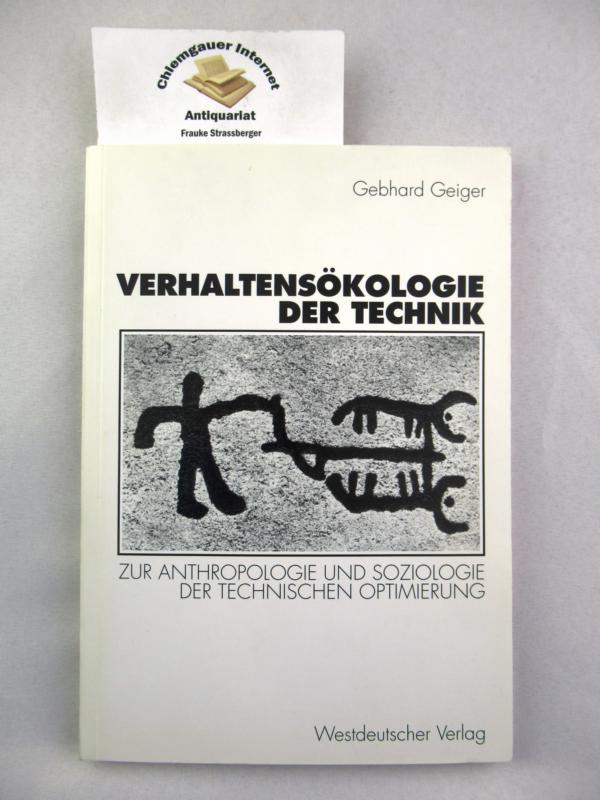 Chiemgauer Internet
Antiquariat
Frauke Strassberger
Gebhard Geiger
VERHALTENSÖKOLOGIE
DER TECHNIK
ZUR ANTHROPOLOGIE UND SOZIOLOGIE
DER TECHNISCHEN OPTIMIERUNG
Westdeutscher Verlag